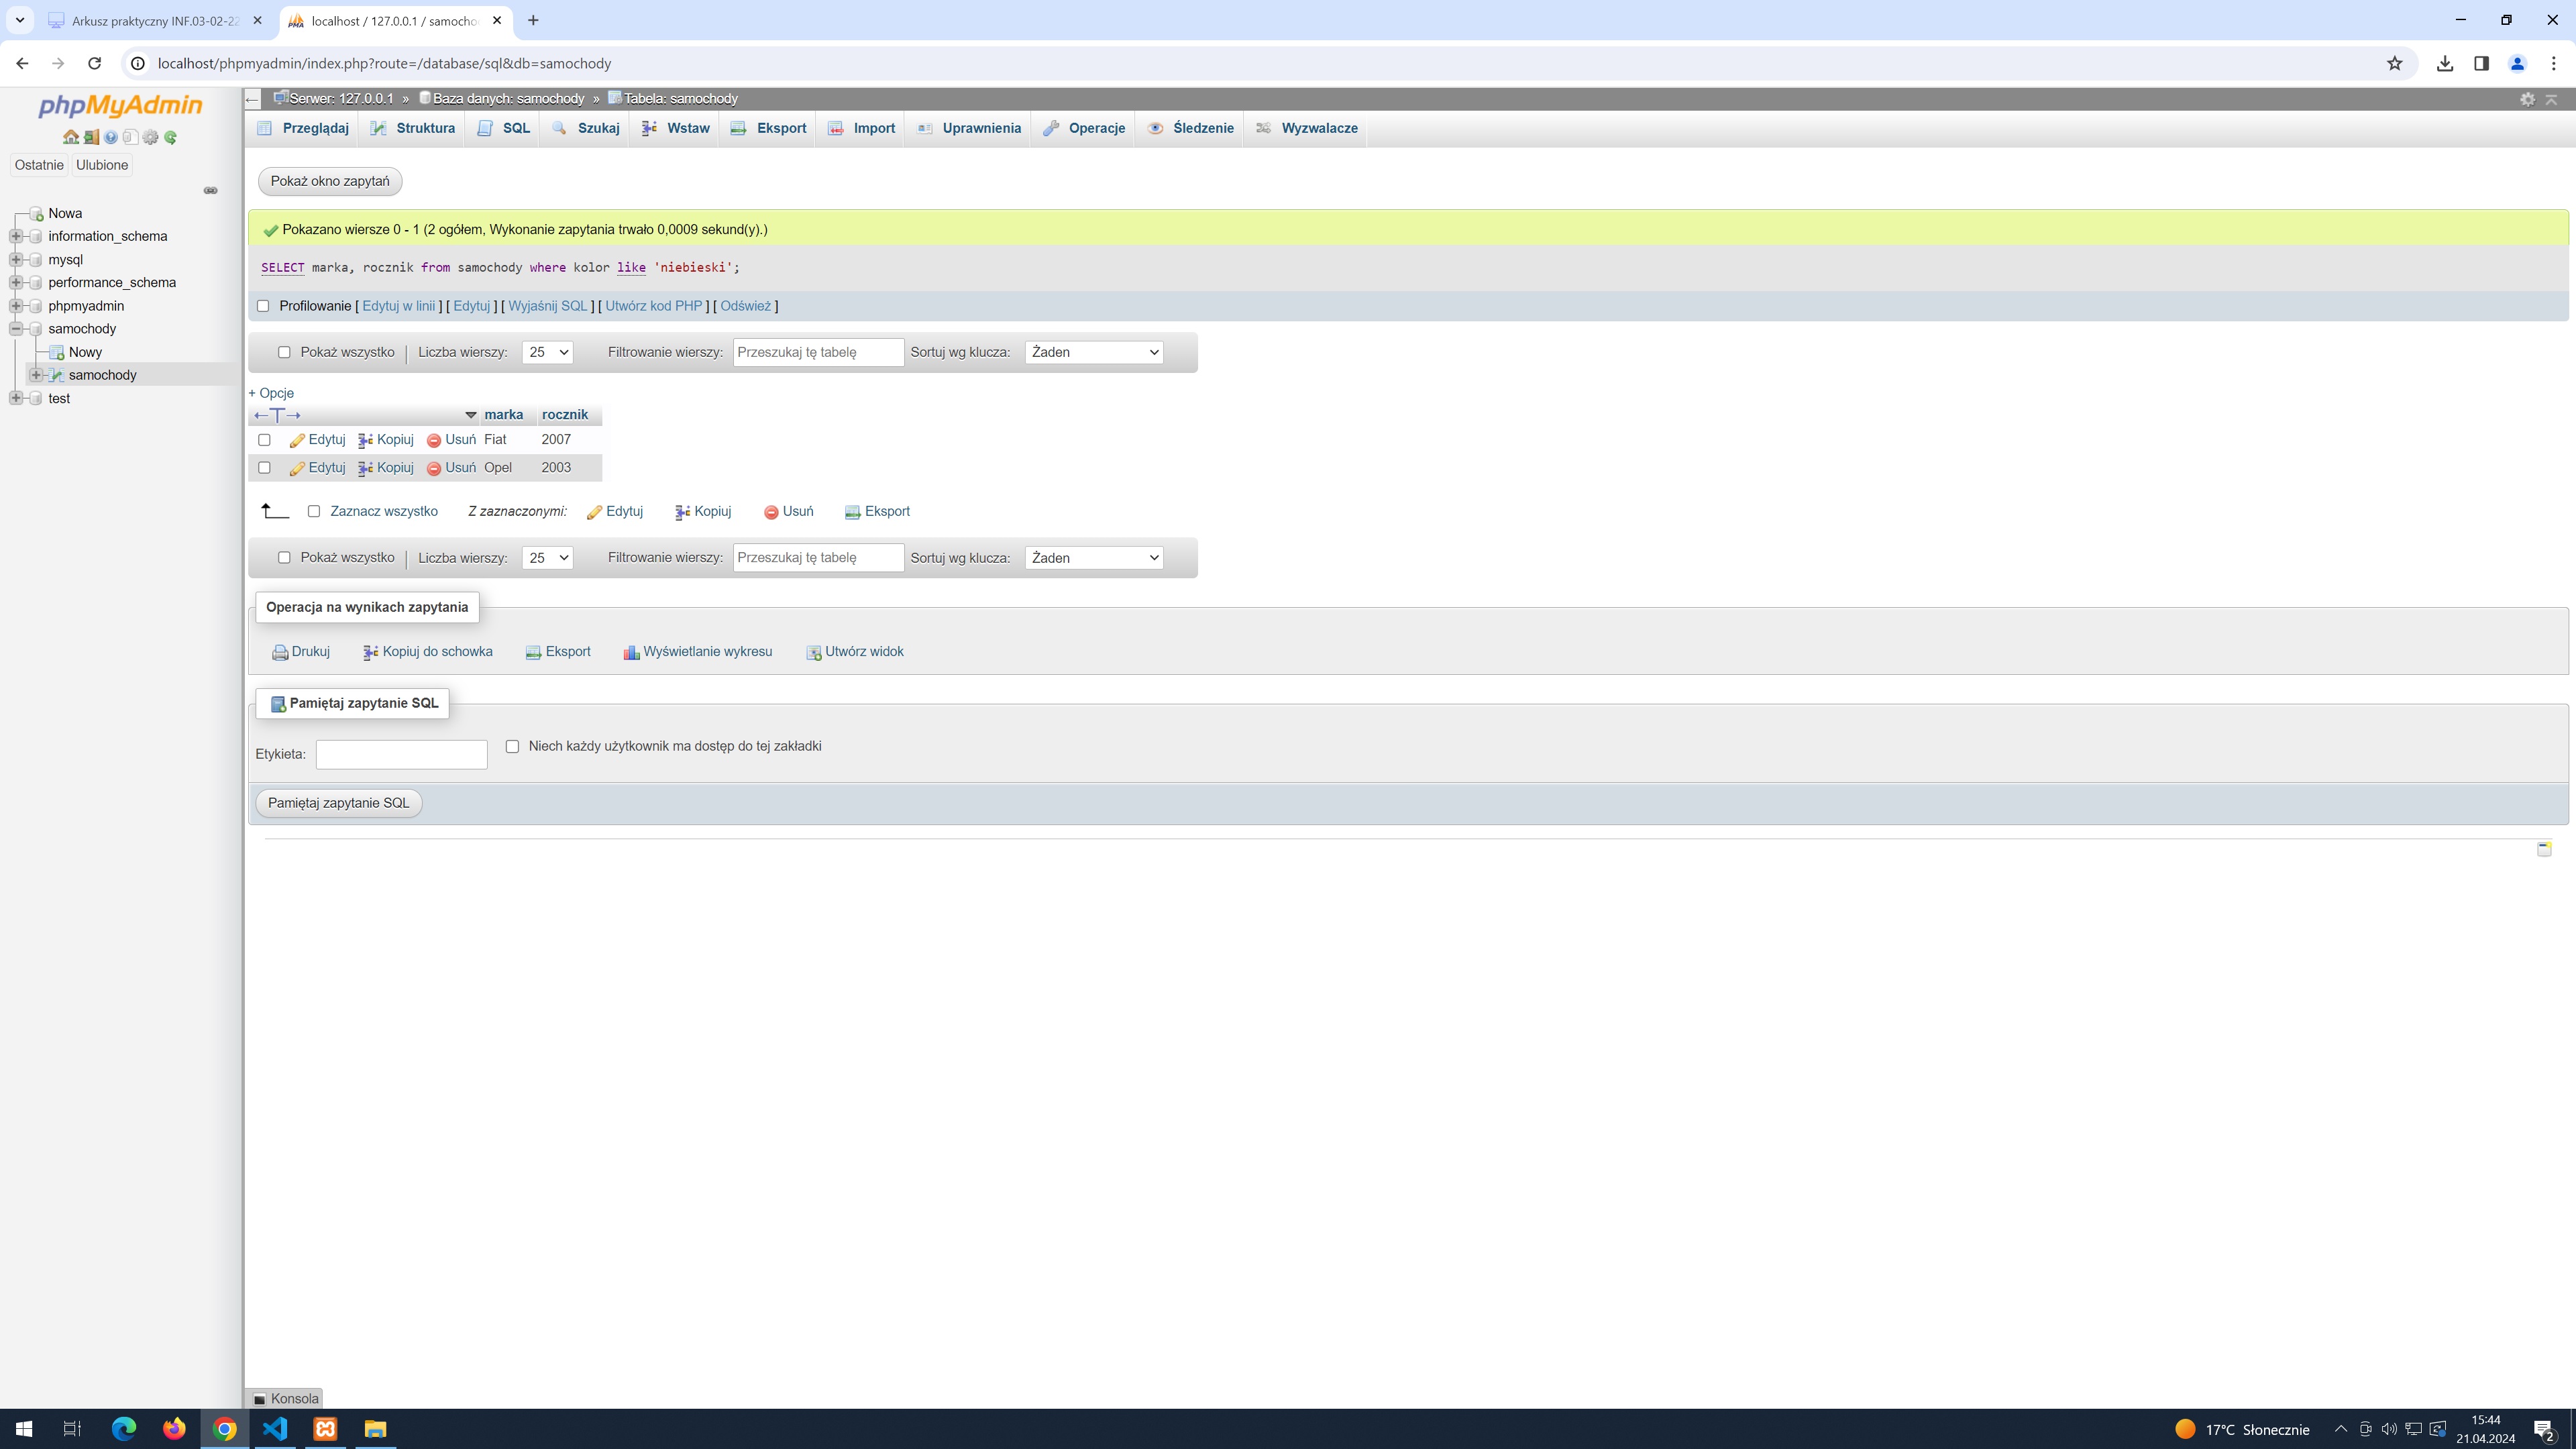 Arkusz praktyczny INF.03-02-22
localhost / 127.0.0.1 / samocho
localhost/phpmyadmin/index.php?route=/database/sql&db=samochody
phpMyAdmin
Ostatnie Ulubione
Nowa
information_schema
mysql
performance_schema
phpmyadmin
samochody
Nowy
samochody
test
Serwer: 127.0.0.1 » Baza danych: samochody » Tabela: samochody
Przeglądaj Struktura SQL Szukaj Wstaw Eksport Import Uprawnienia Operacje Śledzenie Wyzwalacze
Pokaż okno zapytań
Pokazano wiersze 0 - 1 (2 ogółem, Wykonanie zapytania trwało 0,0009 sekund(y).)
SELECT marka, rocznik from samochody where kolor like 'niebieski';
Profilowanie [ Edytuj w linii ] [ Edytuj ] [ Wyjaśnij SQL ] [ Utwórz kod PHP ] [ Odśwież ]
Pokaż wszystko | Liczba wierszy: 25 Filtrowanie wierszy: Przeszukaj tę tabelę Sortuj wg klucza: Żaden
+ Opcje
←T→ marka rocznik
Edytuj Kopiuj Usuń Fiat 2007
Edytuj Kopiuj Usuń Opel 2003
Zaznacz wszystko Z zaznaczonymi: Edytuj Kopiuj Usuń Eksport
Pokaż wszystko | Liczba wierszy: 25 Filtrowanie wierszy: Przeszukaj tę tabelę Sortuj wg klucza: Żaden
Operacja na wynikach zapytania
Drukuj Kopiuj do schowka Eksport Wyświetlanie wykresu Utwórz widok
Pamiętaj zapytanie SQL
Etykieta: Niech każdy użytkownik ma dostęp do tej zakładki
Pamiętaj zapytanie SQL
Konsola
17°C Słonecznie
15:44
21.04.2024
2